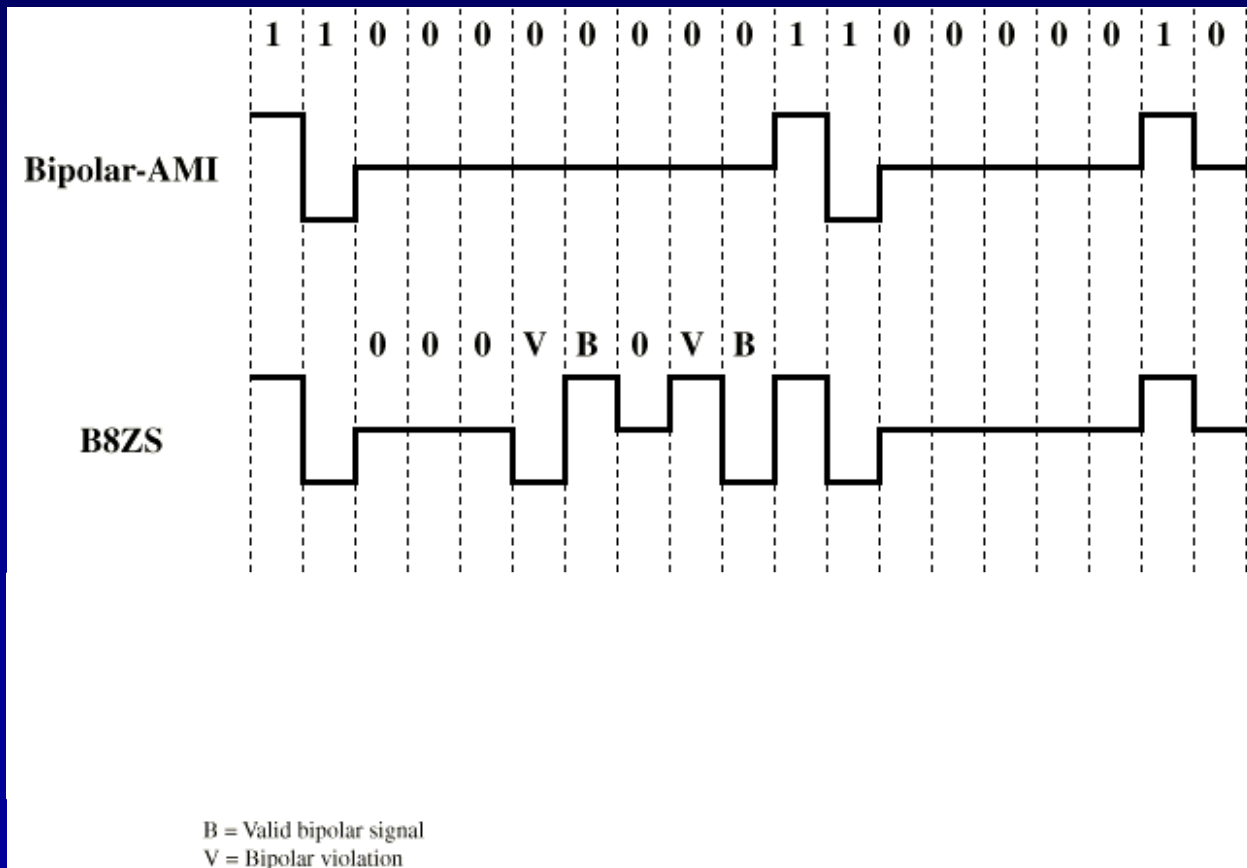 1 1 0 0 0 0 0 0 0 0 1 1 0 0 0 0 0 1 0
Bipolar-AMI
0 0 0 V B 0 V B
B8ZS
B = Valid bipolar signal
V = Bipolar violation